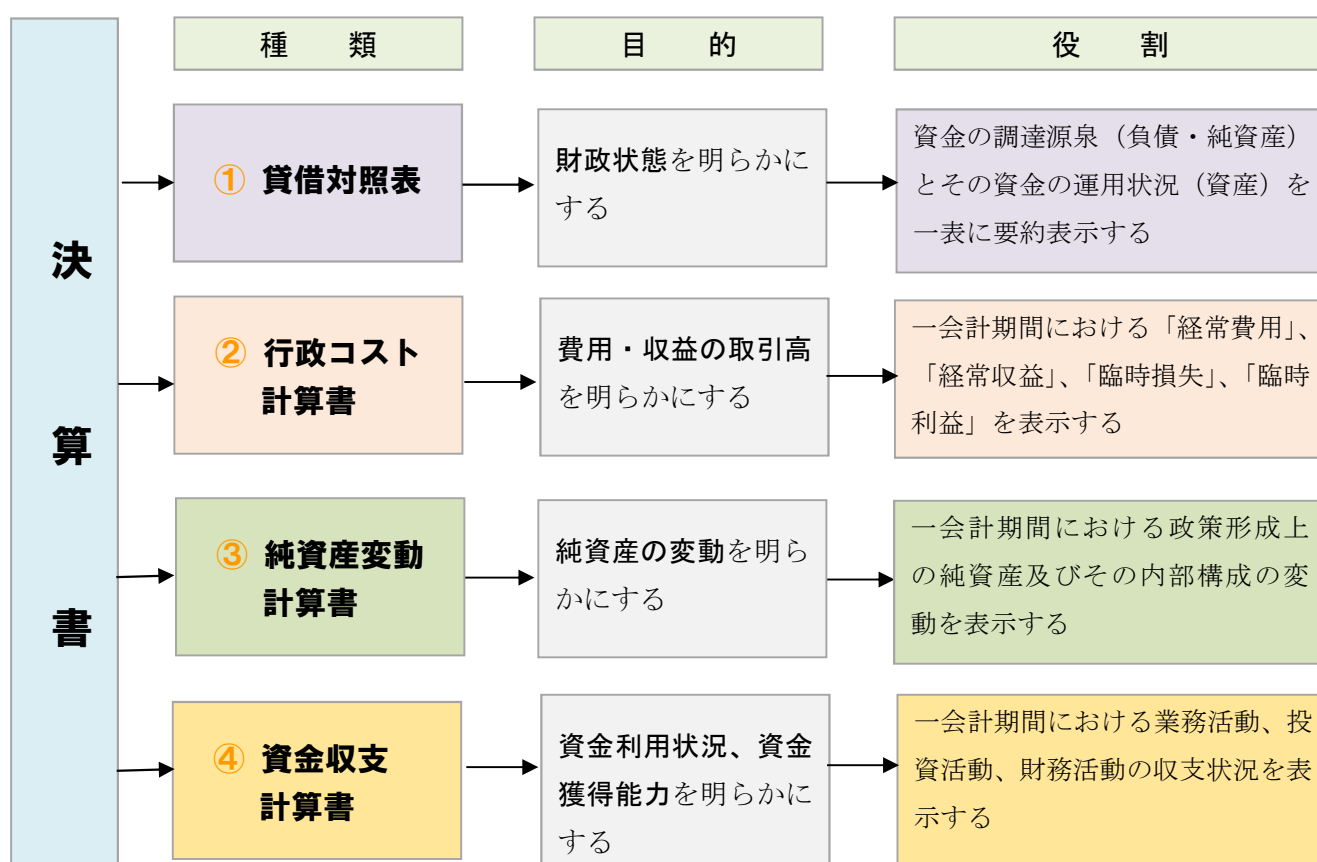 決算書
種 類
目 的
役 割
① 貸借対照表
財政状態を明らかに
する
資金の調達源泉（負債・純資産）
とその資金の運用状況（資産）を
一表に要約表示する
② 行政コスト
計算書
費用・収益の取引高
を明らかにする
一会計期間における「経常費用」、
「経常収益」、「臨時損失」、「臨時
利益」を表示する
③ 純資産変動
計算書
純資産の変動を明ら
かにする
一会計期間における政策形成上
の純資産及びその内部構成の変
動を表示する
④ 資金収支
計算書
資金利用状況、資金
獲得能力を明らかに
する
一会計期間における業務活動、投
資活動、財務活動の収支状況を表
示する